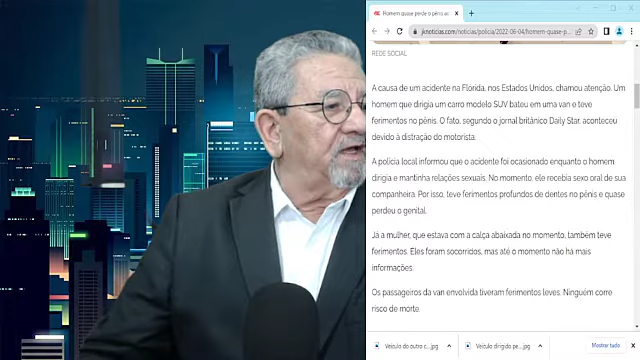 Homem quase perde o pênis ao
jknoticias.com/noticias/policia/2022-06-04/homem-quase-p...
REDE SOCIAL
A causa de um acidente na Flórida, nos Estados Unidos, chamou atenção. Um
homem que dirigia um carro modelo SUV bateu em uma van e teve
ferimentos no pênis. O fato, segundo o jornal britânico Daily Star, aconteceu
devido à distração do motorista.
A polícia local informou que o acidente foi ocasionado enquanto o homem
dirigia e mantinha relações sexuais. No momento, ele recebia sexo oral de sua
companheira. Por isso, teve ferimentos profundos de dentes no pênis e quase
perdeu o genital.
Já a mulher, que estava com a calça abaixada no momento, também teve
ferimentos. Eles foram socorridos, mas até o momento não há mais
informações.
Os passageiros da van envolvida tiveram ferimentos leves. Ninguém corre
risco de morte.
Veículo do outro c....jpg
Veículo dirigido pe....jpg
Mostrar tudo